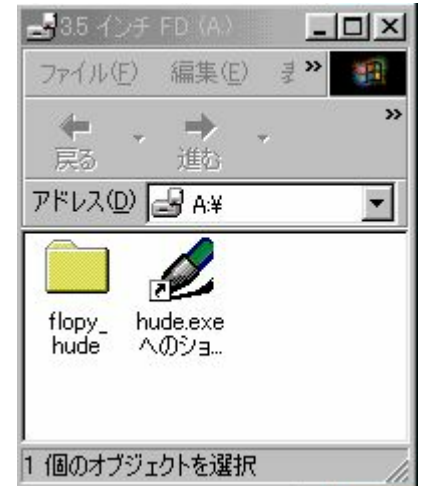 3.5 インチ FD (A:)
ファイル(F) 編集(E) ま »
»
戻る 進む
アドレス(D) A:¥
flopy_
hude
hude.exe
へのショ...
1 個のオブジェクトを選択